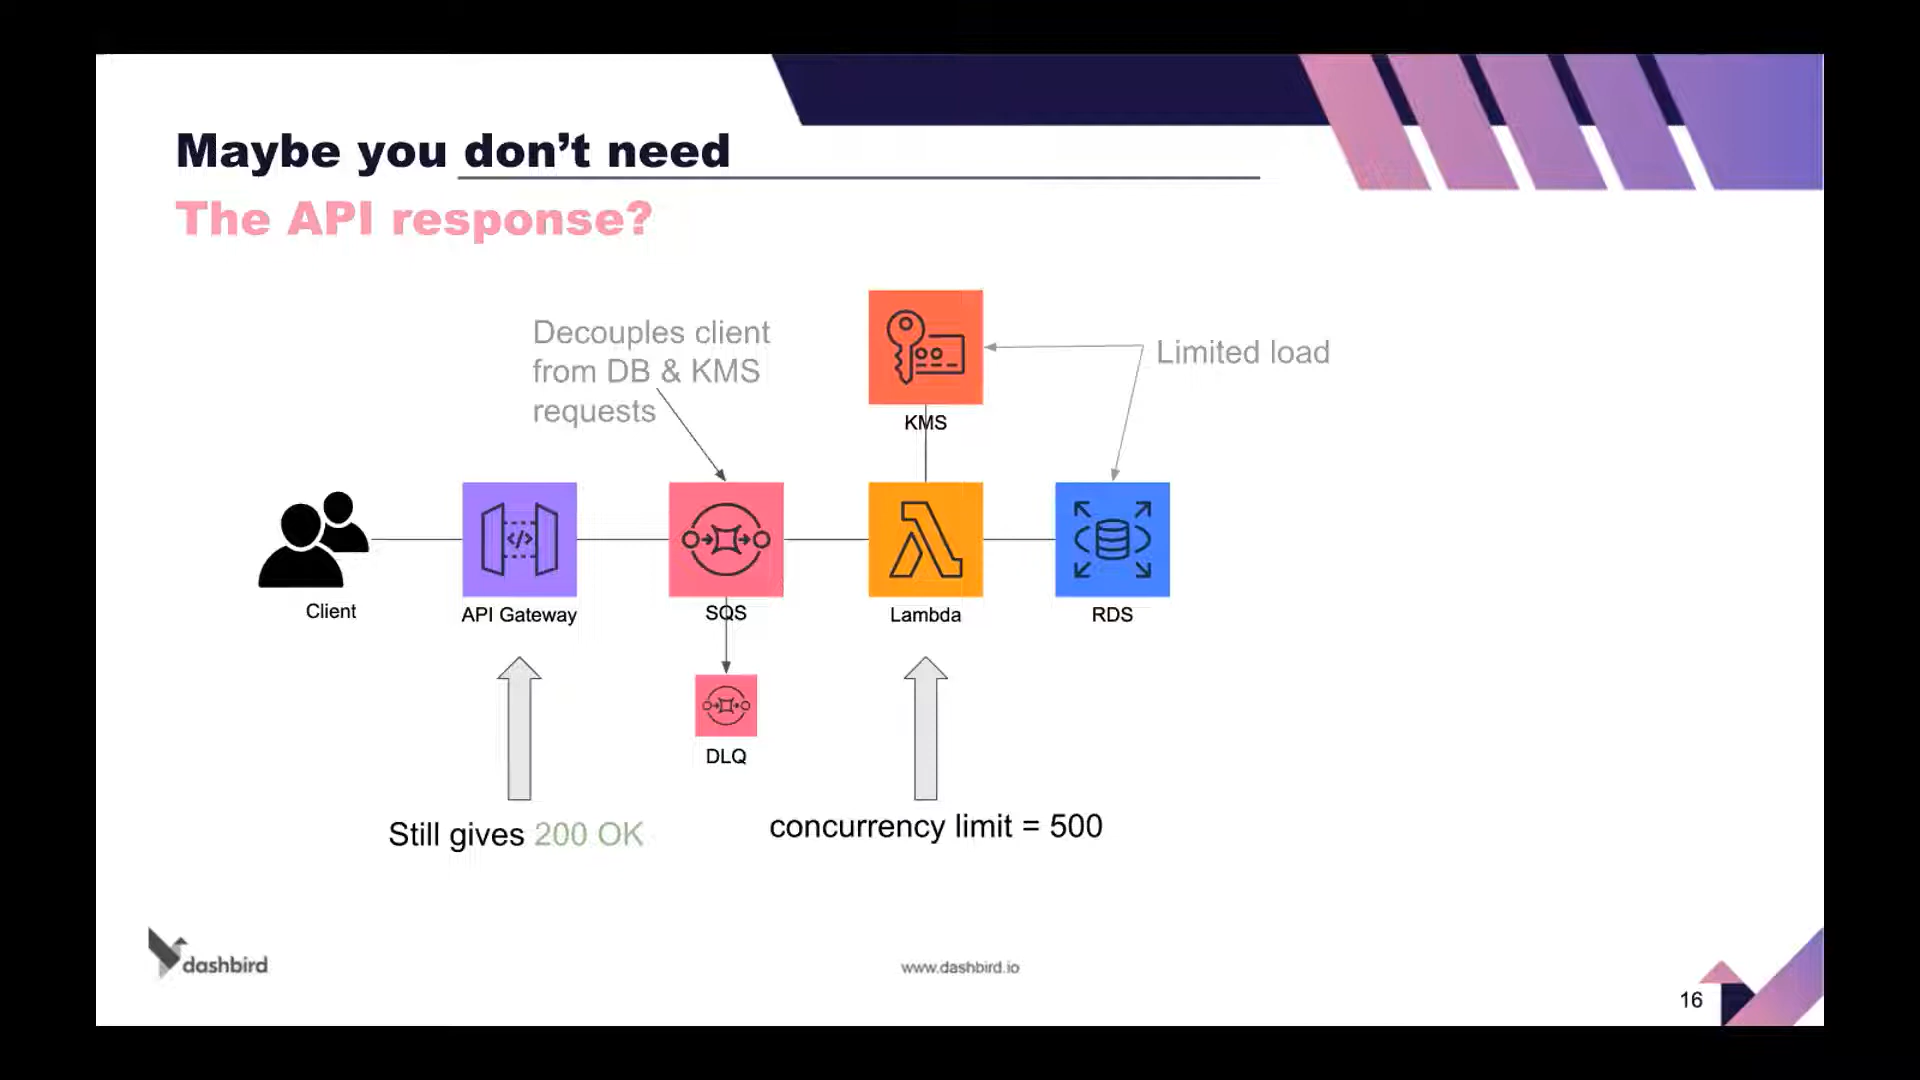 Maybe you don't need
The API response?
Decouples client
from DB & KMS
requests
Limited load
KMS
Client
API Gateway
SQS
Lambda
RDS
DLQ
Still gives 200 OK
concurrency limit = 500
dashbird
www.dashbird.io
16